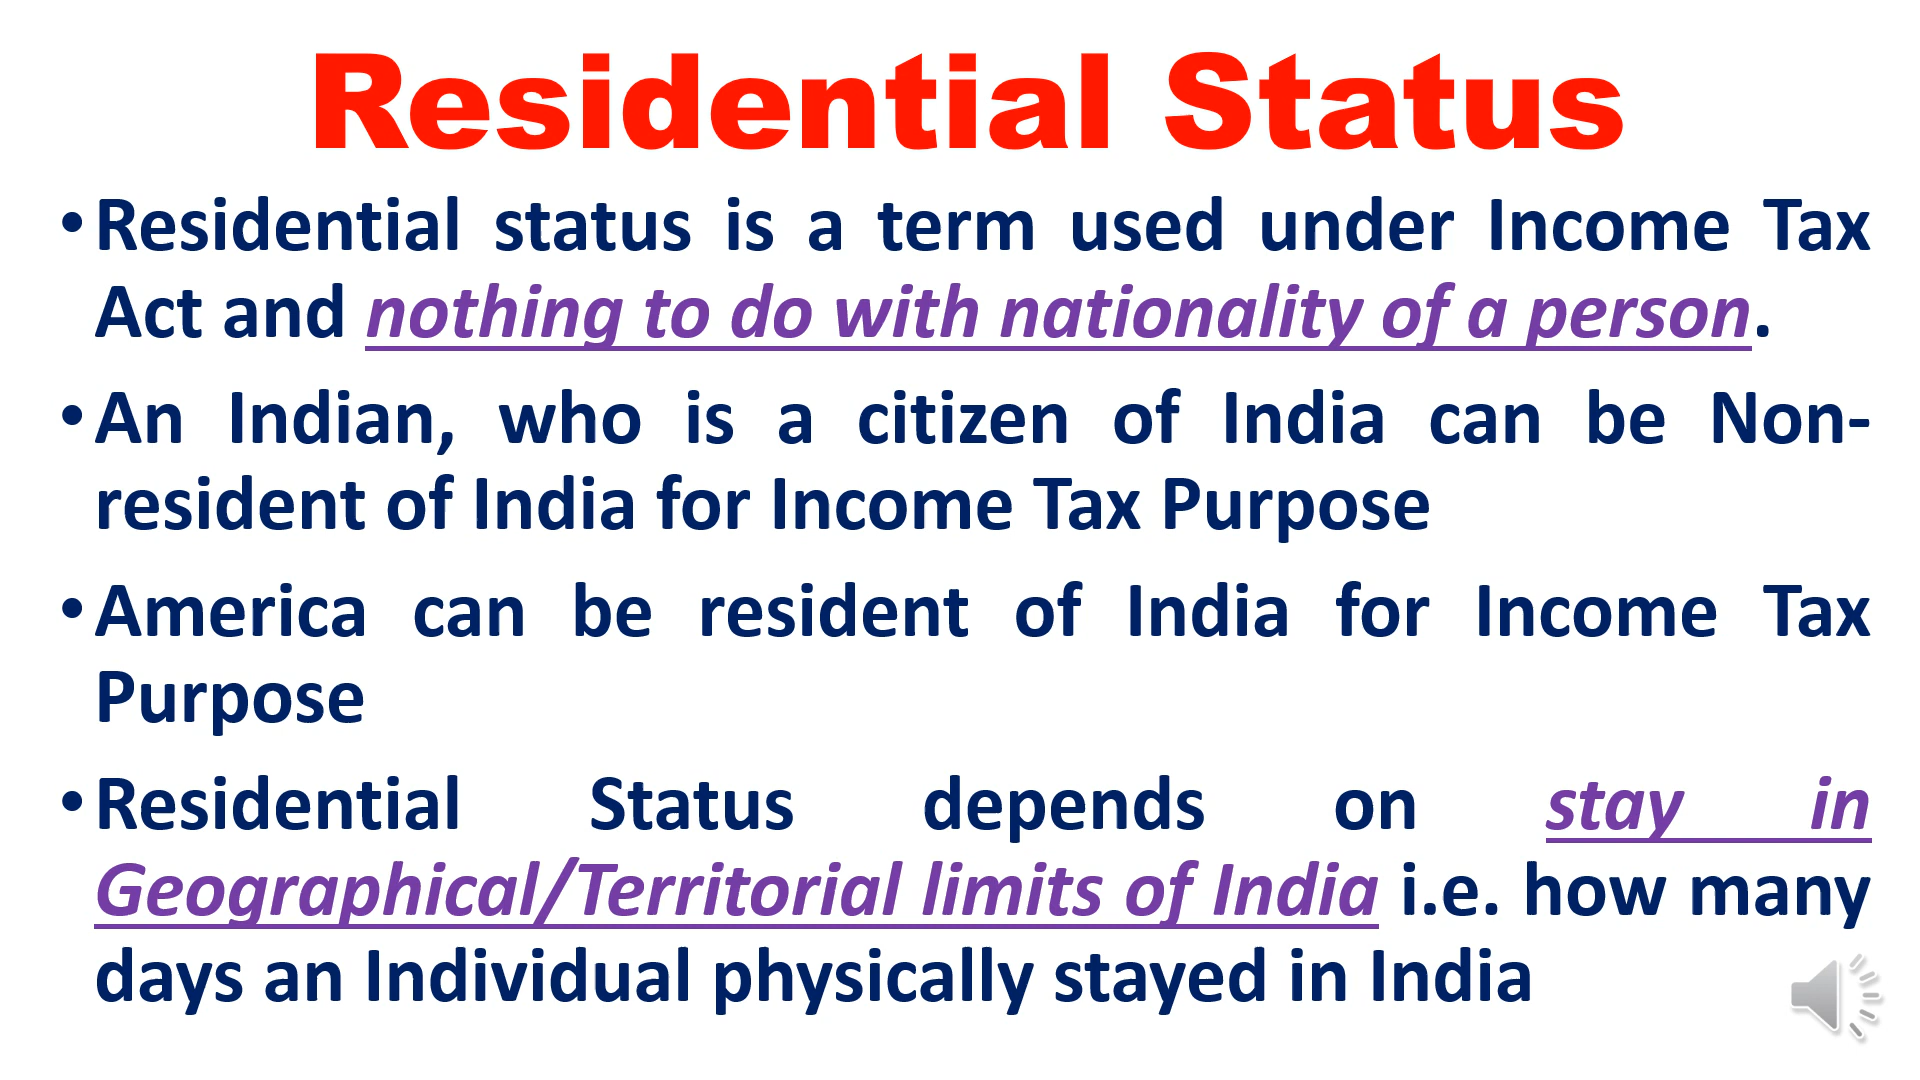 Residential Status
•Residential status is a term used under Income Tax
Act and nothing to do with nationality of a person.
•An Indian, who is a citizen of India can be Non-
resident of India for Income Tax Purpose
•America can be resident of India for Income Tax
Purpose
•Residential Status depends on stay in
Geographical/Territorial limits of India i.e. how many
days an Individual physically stayed in India